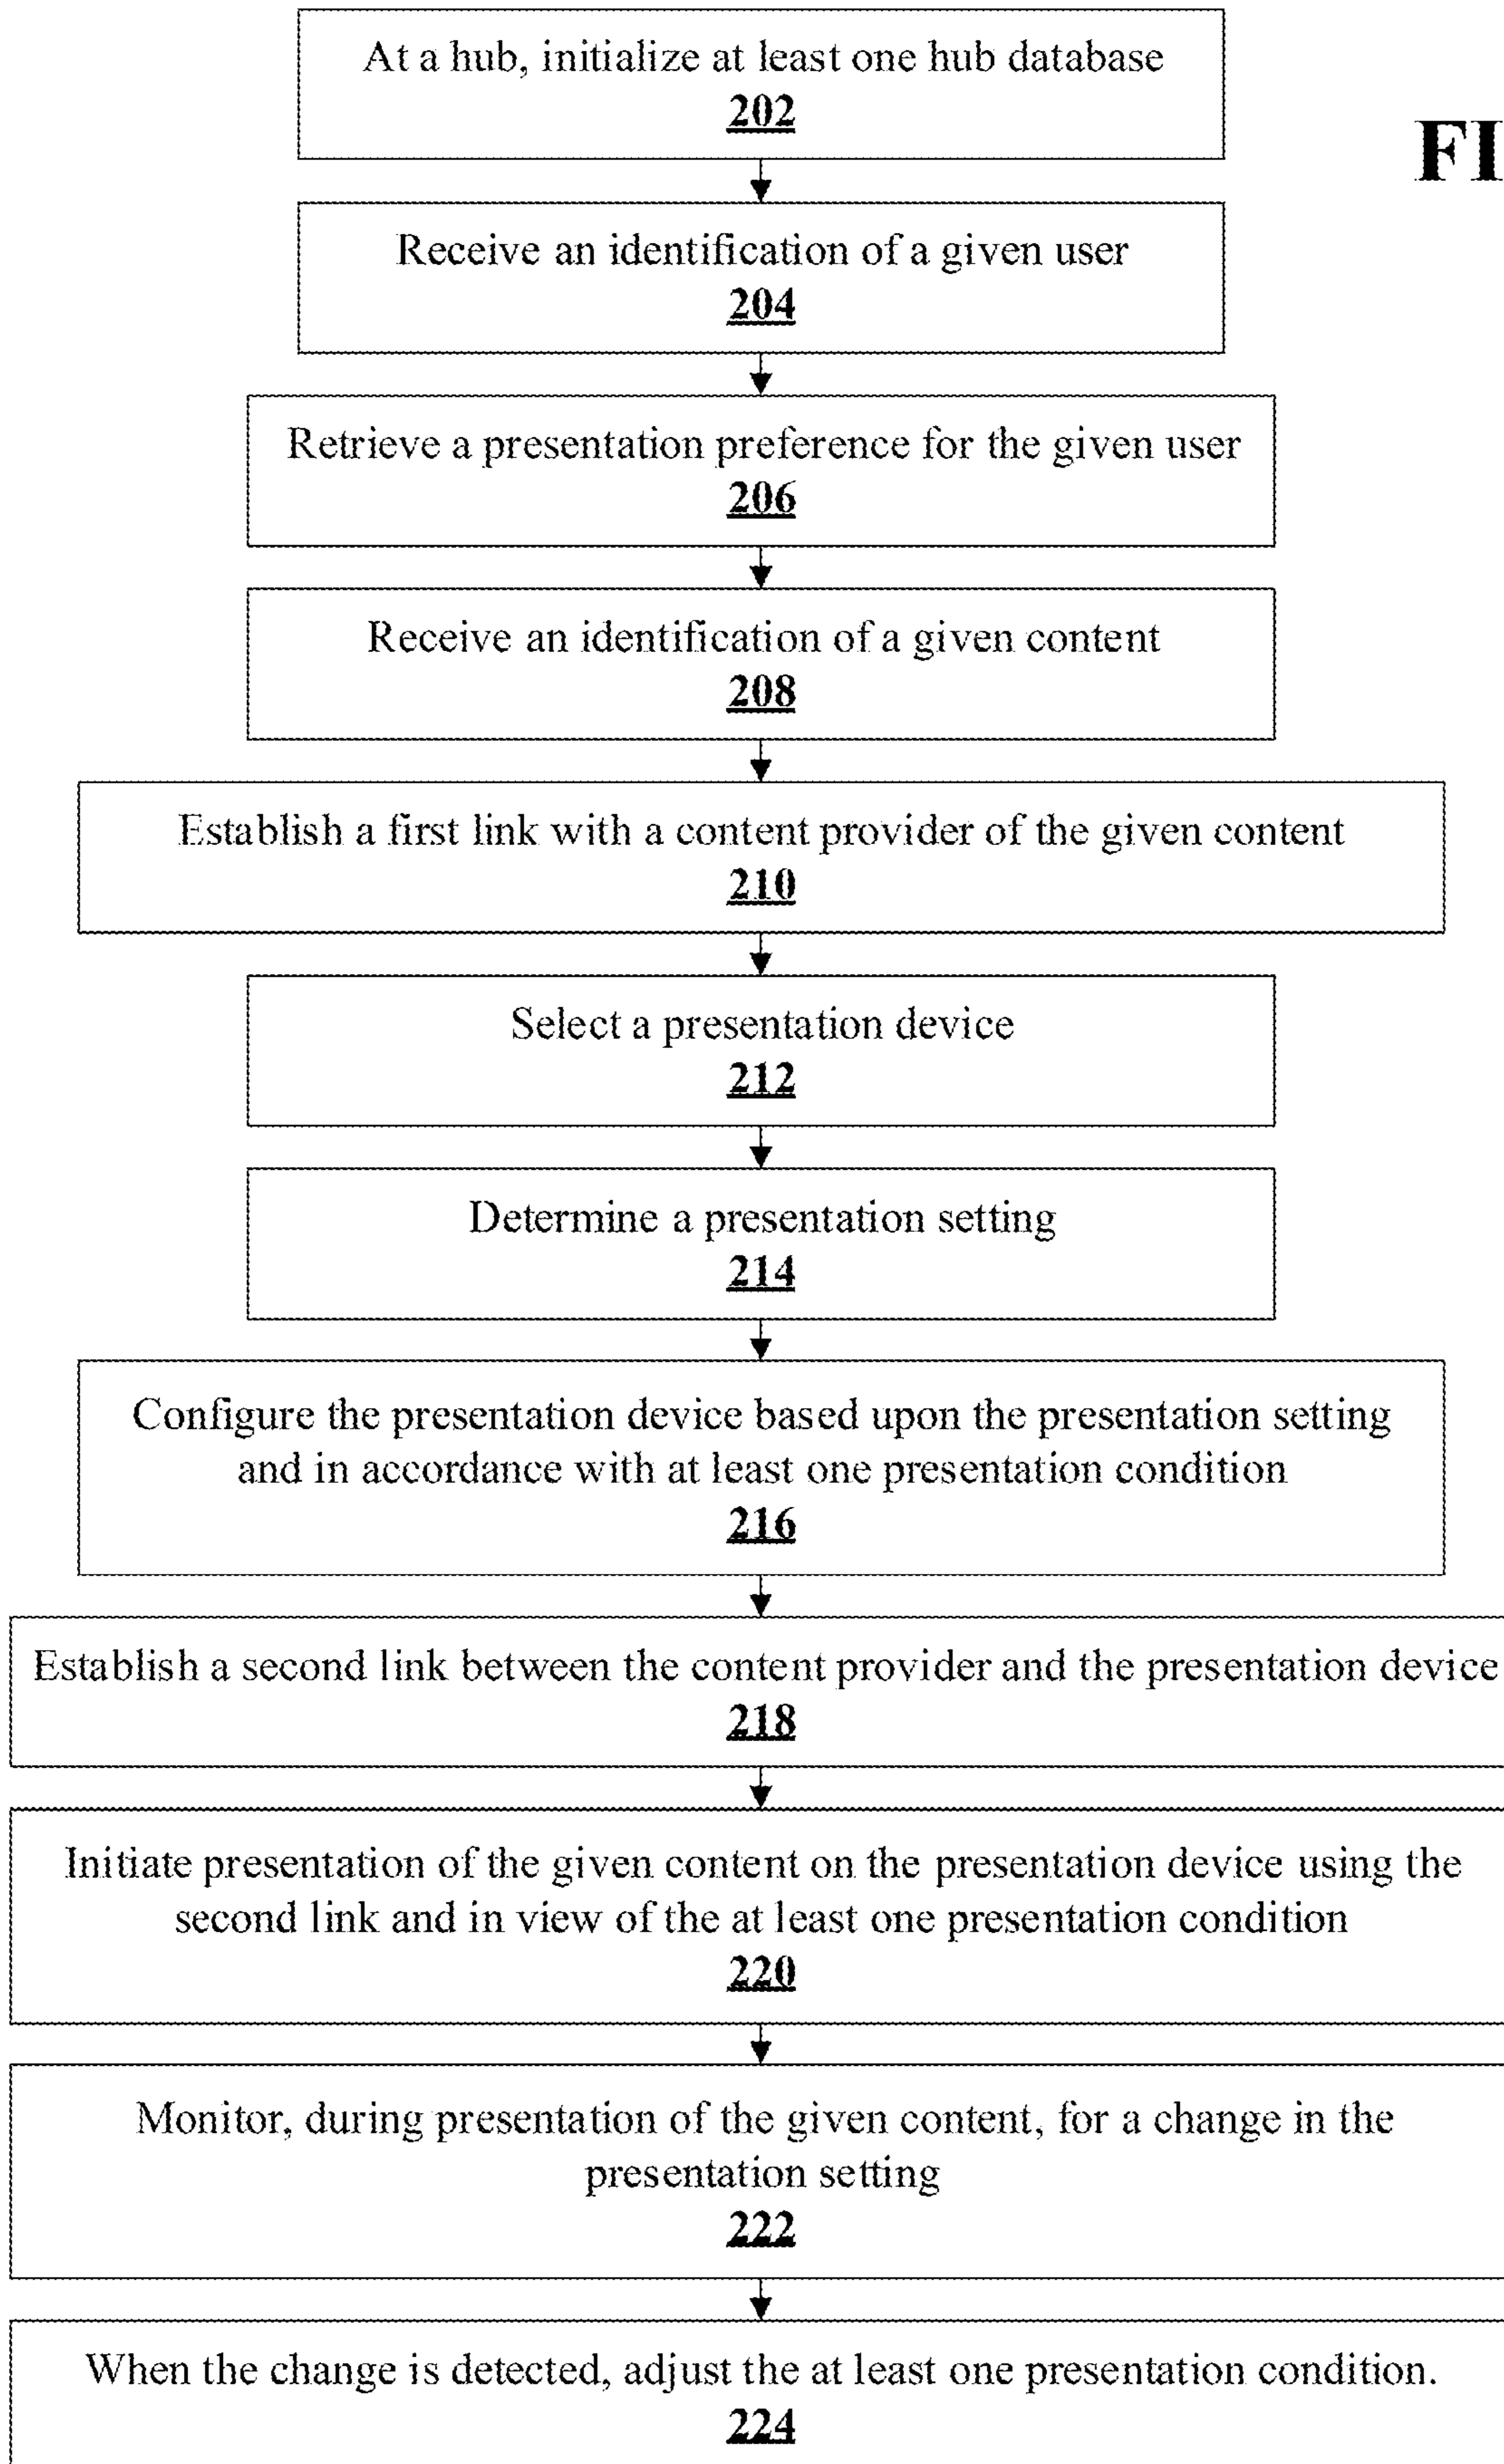 At a hub, initialize at least one hub database
202
FI
Receive an identification of a given user
204
Retrieve a presentation preference for the given user
206
Receive an identification of a given content
208
Establish a first link with a content provider of the given content
210
Select a presentation device
212
Determine a presentation setting
214
Configure the presentation device based upon the presentation setting
and in accordance with at least one presentation condition
216
Establish a second link between the content provider and the presentation device
218
Initiate presentation of the given content on the presentation device using the
second link and in view of the at least one presentation condition
220
Monitor, during presentation of the given content, for a change in the
presentation setting
222
When the change is detected, adjust the at least one presentation condition.
224